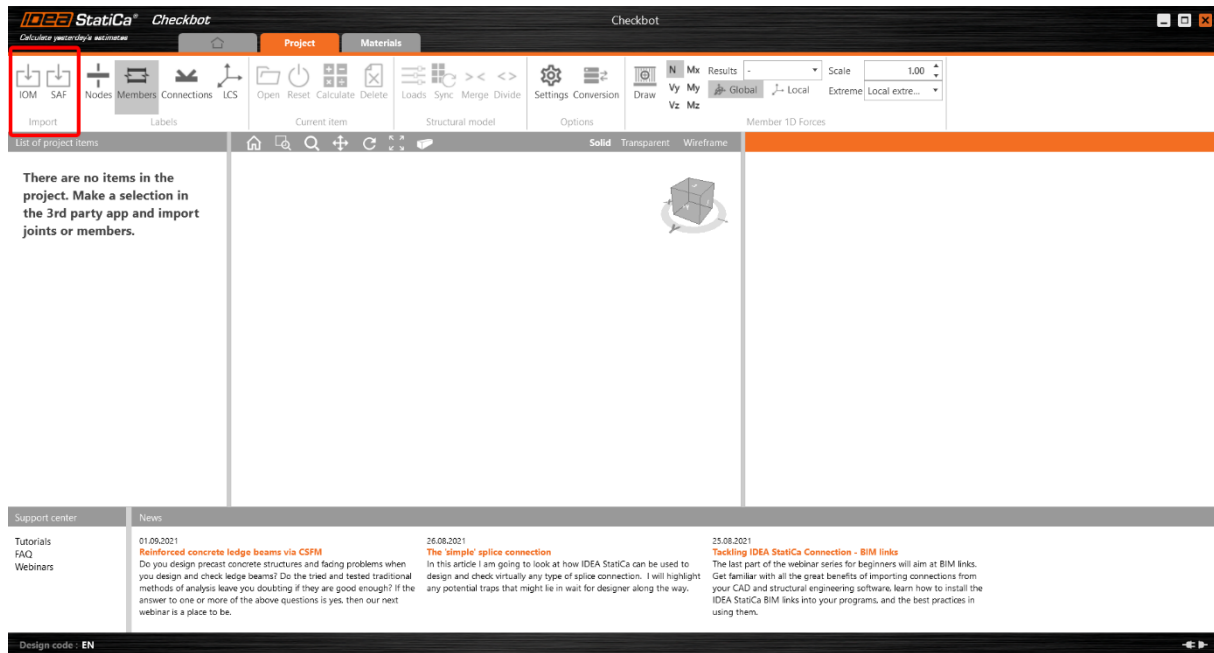 IDEA StatiCa® Checkbot
Calculate yesterday's estimates
Checkbot
Project
Materials
IOM SAF
Import
Nodes Members Connections LCS
Labels
Open Reset Calculate Delete
Current item
Loads Sync Merge Divide
Structural model
Settings Conversion
Options
Draw
N Mx Results - Scale 1.00
Vy My Global Local Extreme Local extre...
Vz Mz
Member 1D Forces
List of project items
Solid Transparent Wireframe
There are no items in the
project. Make a selection in
the 3rd party app and import
joints or members.
Support center
Tutorials
FAQ
Webinars
News
01.09.2021
Reinforced concrete ledge beams via CSFM
Do you design precast concrete structures and facing problems when
you design and check ledge beams? Do the tried and tested traditional
methods of analysis leave you doubting if they are good enough? If the
answer to one or more of the above questions is yes, then our next
webinar is a place to be.
26.08.2021
The 'simple' splice connection
In this article I am going to look at how IDEA StatiCa can be used to
design and check virtually any type of splice connection. I will highlight
any potential traps that might lie in wait for designer along the way.
25.08.2021
Tackling IDEA StatiCa Connection - BIM links
The last part of the webinar series for beginners will aim at BIM links.
Get familiar with all the great benefits of importing connections from
your CAD and structural engineering software, learn how to install the
IDEA StatiCa BIM links into your programs, and the best practices in
using them.
Design code : EN